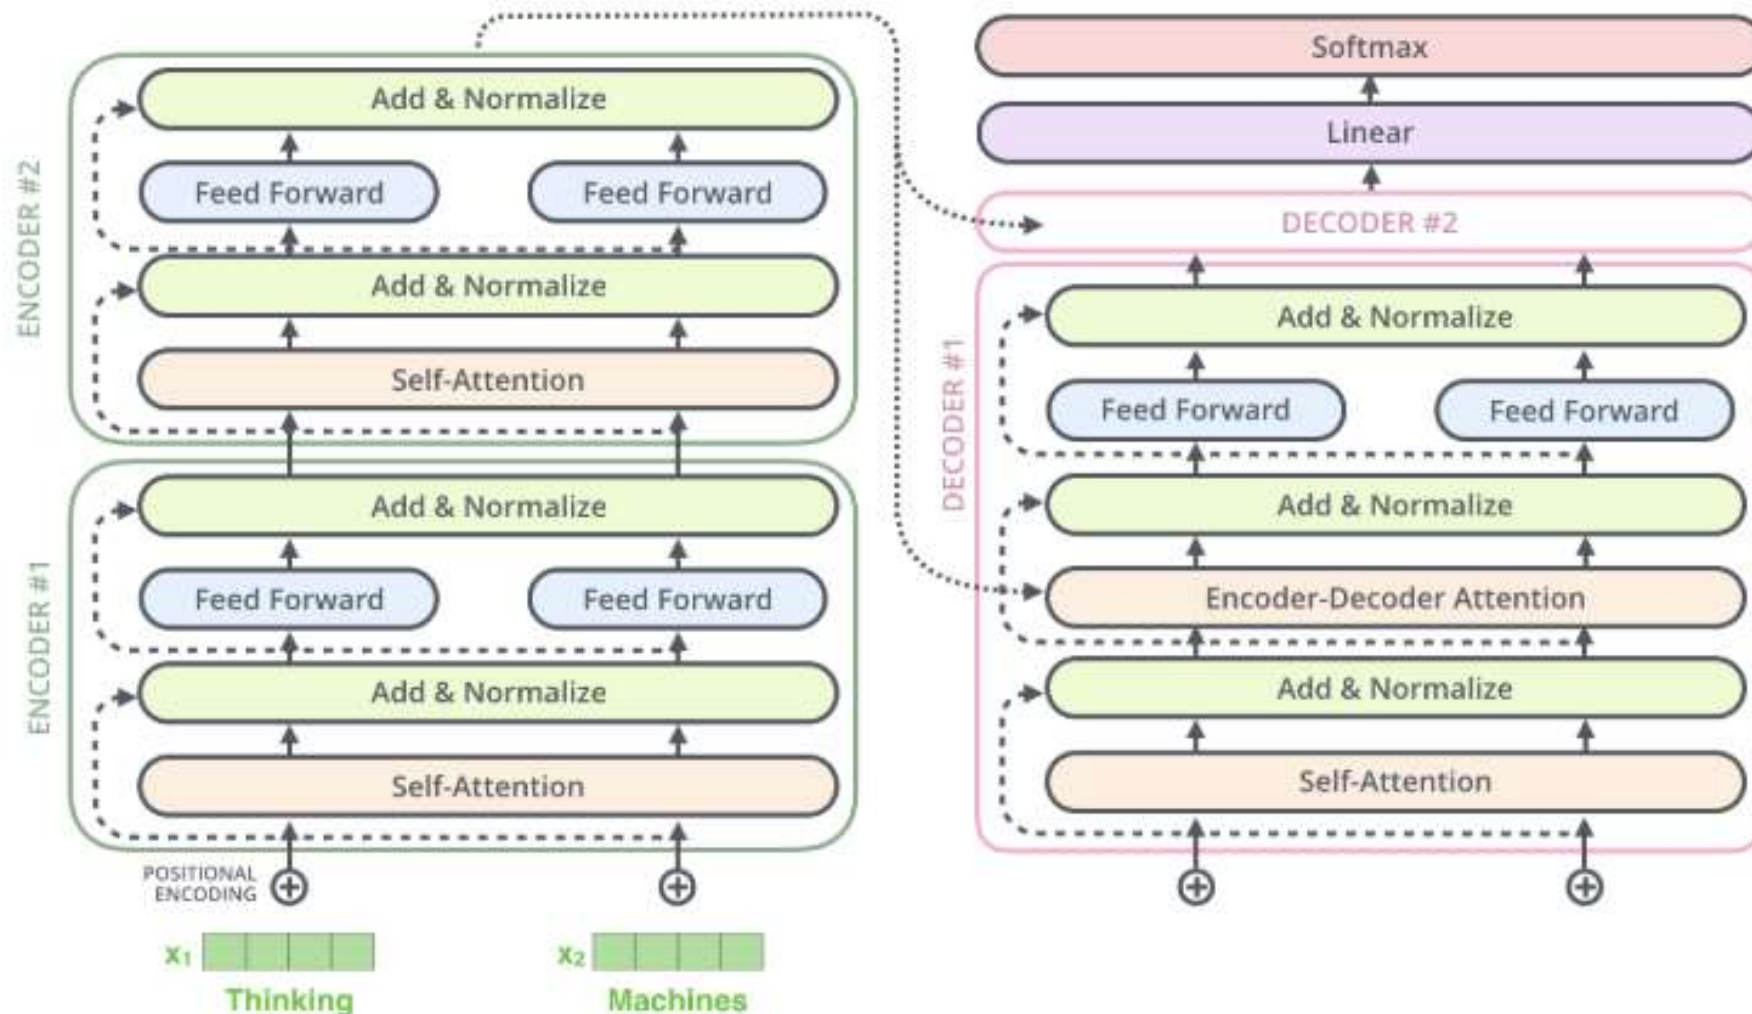 ENCODER #2
Add & Normalize
Feed Forward
Feed Forward
Add & Normalize
Self-Attention
ENCODER #1
Add & Normalize
Feed Forward
Feed Forward
Add & Normalize
Self-Attention
POSITIONAL
ENCODING
x₁
x₂
Thinking
Machines
Softmax
Linear
DECODER #2
DECODER #1
Add & Normalize
Feed Forward
Feed Forward
Add & Normalize
Encoder-Decoder Attention
Add & Normalize
Self-Attention